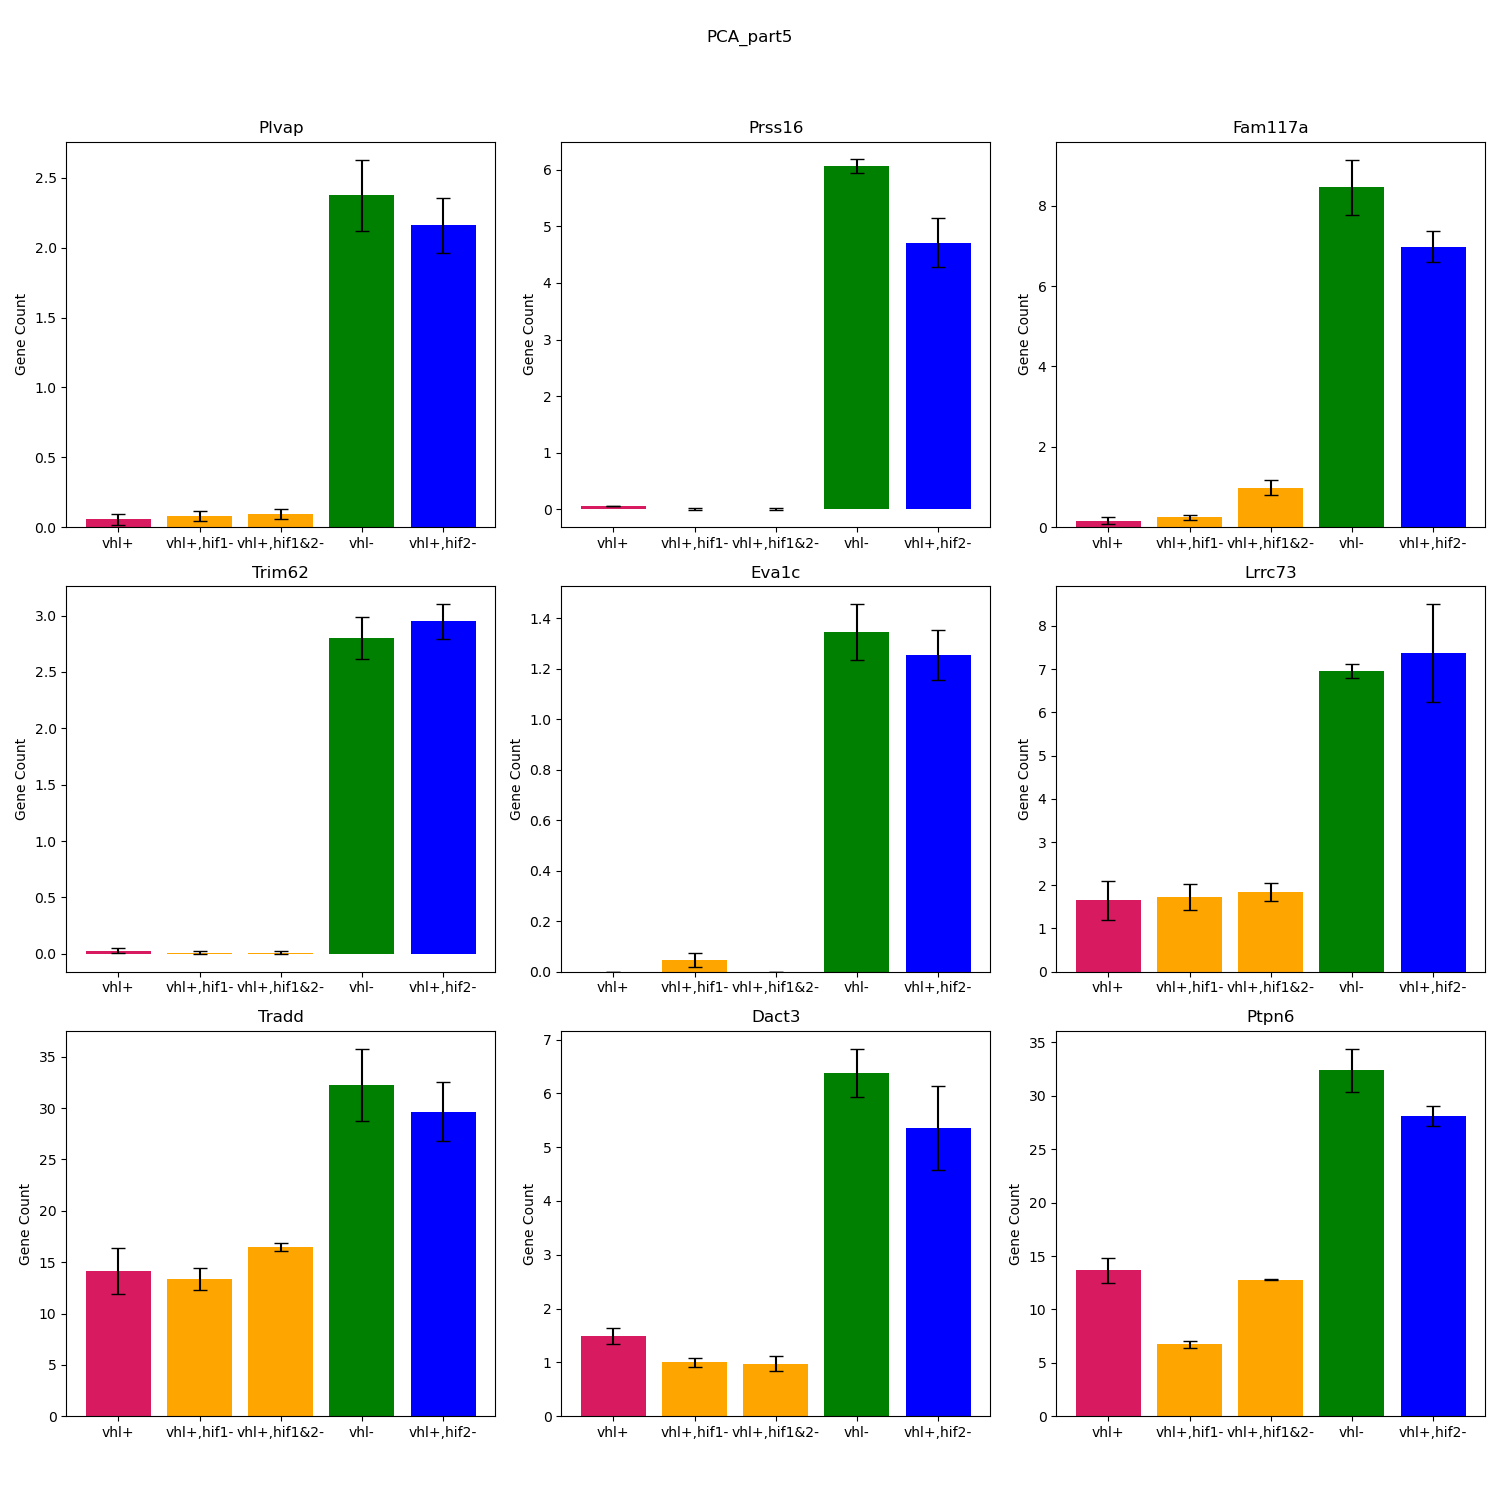 PCA_part5
Plvap
Prss16
Fam117a
Gene Count
2.5
2.0
1.5
1.0
0.5
0.0
vhl+ vhl+,hif1- vhl+,hif1&2- vhl- vhl+,hif2-
Gene Count
6
5
4
3
2
1
0
vhl+ vhl+,hif1- vhl+,hif1&2- vhl- vhl+,hif2-
Gene Count
8
6
4
2
0
vhl+ vhl+,hif1- vhl+,hif1&2- vhl- vhl+,hif2-
Trim62
Eva1c
Lrrc73
Gene Count
3.0
2.5
2.0
1.5
1.0
0.5
0.0
vhl+ vhl+,hif1- vhl+,hif1&2- vhl- vhl+,hif2-
Gene Count
1.4
1.2
1.0
0.8
0.6
0.4
0.2
0.0
vhl+ vhl+,hif1- vhl+,hif1&2- vhl- vhl+,hif2-
Gene Count
8
7
6
5
4
3
2
1
0
vhl+ vhl+,hif1- vhl+,hif1&2- vhl- vhl+,hif2-
Tradd
Dact3
Ptpn6
Gene Count
35
30
25
20
15
10
5
0
vhl+ vhl+,hif1- vhl+,hif1&2- vhl- vhl+,hif2-
Gene Count
7
6
5
4
3
2
1
0
vhl+ vhl+,hif1- vhl+,hif1&2- vhl- vhl+,hif2-
Gene Count
35
30
25
20
15
10
5
0
vhl+ vhl+,hif1- vhl+,hif1&2- vhl- vhl+,hif2-